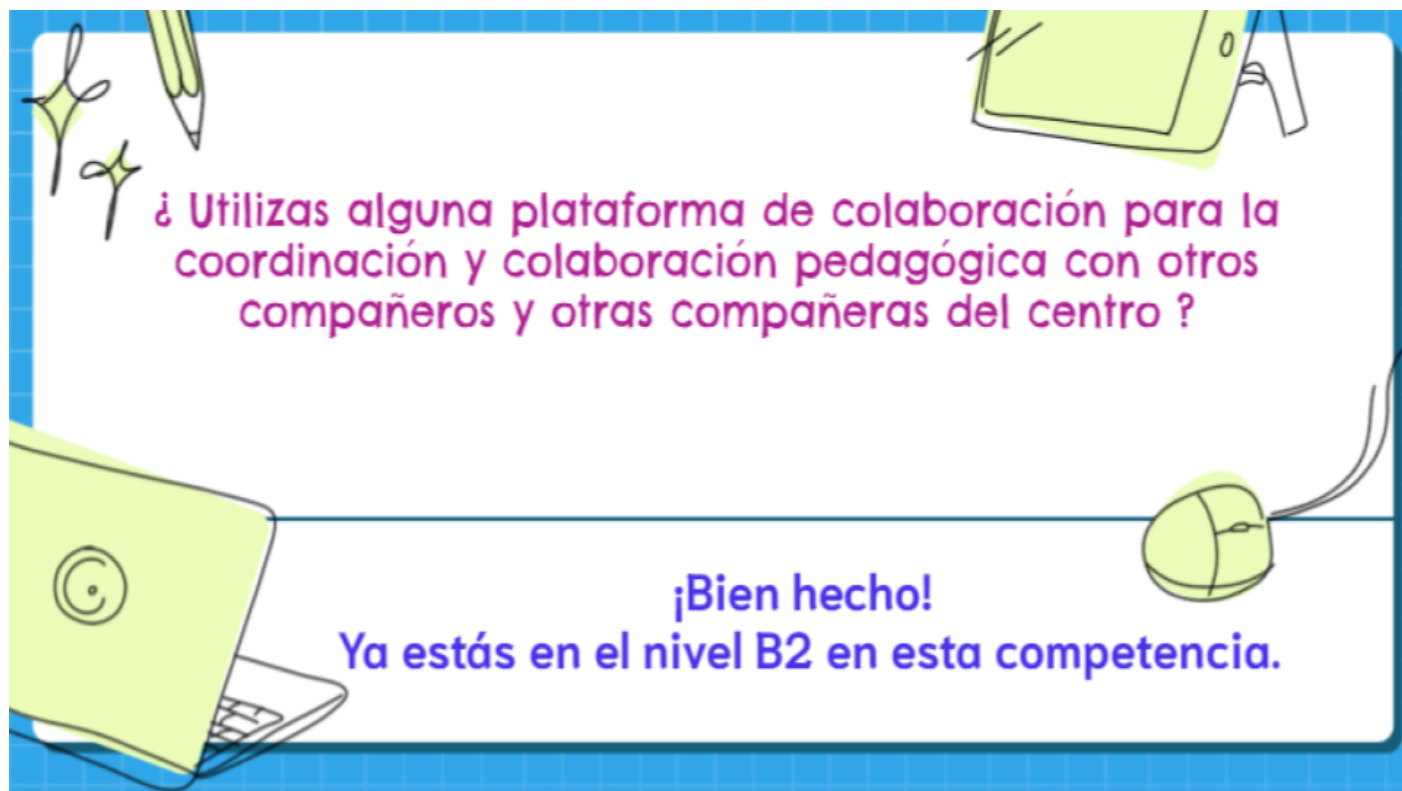 ¿ Utilizas alguna plataforma de colaboración para la
coordinación y colaboración pedagógica con otros
compañeros y otras compañeras del centro ?
¡Bien hecho!
Ya estás en el nivel B2 en esta competencia.